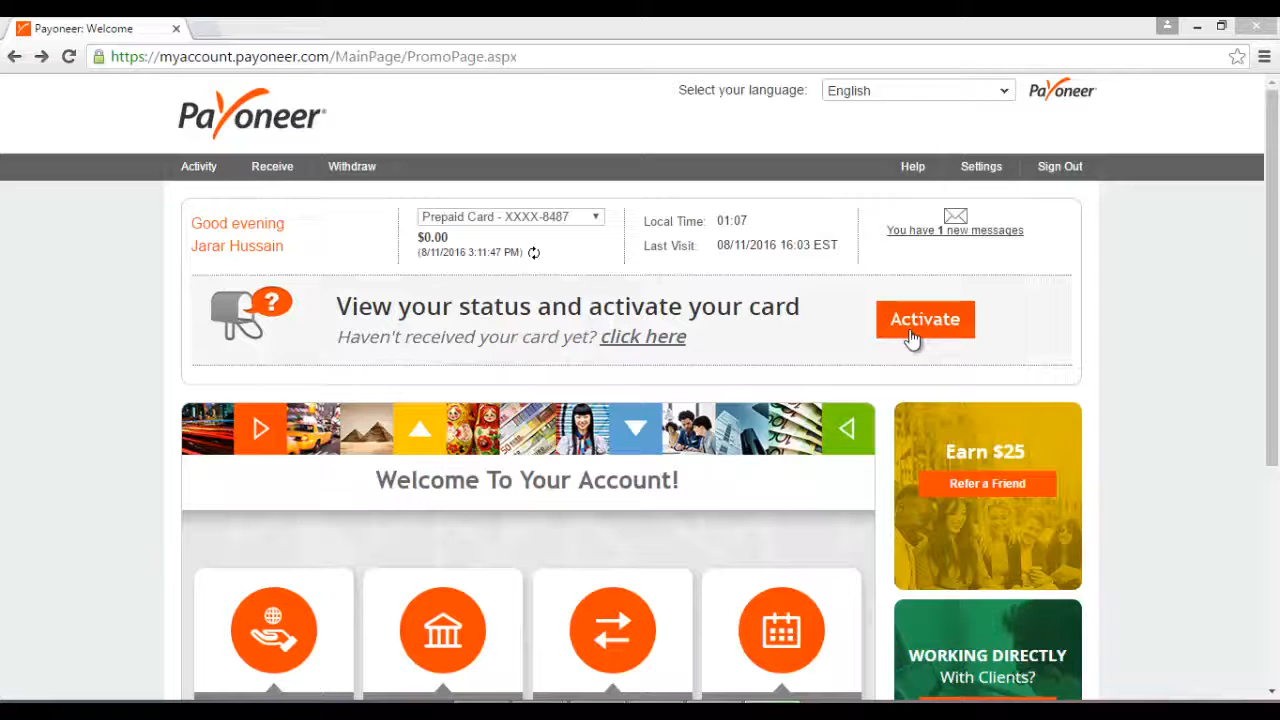 Payoneer: Welcome
https://myaccount.payoneer.com/MainPage/PromoPage.aspx
Select your language: English Payoneer
Payoneer
Activity Receive Withdraw Help Settings Sign Out
Good evening
Jarar Hussain
Prepaid Card - XXXX-8487
$0.00
(8/11/2016 3:11:47 PM)
Local Time: 01:07
Last Visit: 08/11/2016 16:03 EST
You have 1 new messages
?
View your status and activate your card
Haven't received your card yet? click here
Activate
Welcome To Your Account!
Earn $25
Refer a Friend
WORKING DIRECTLY
With Clients?